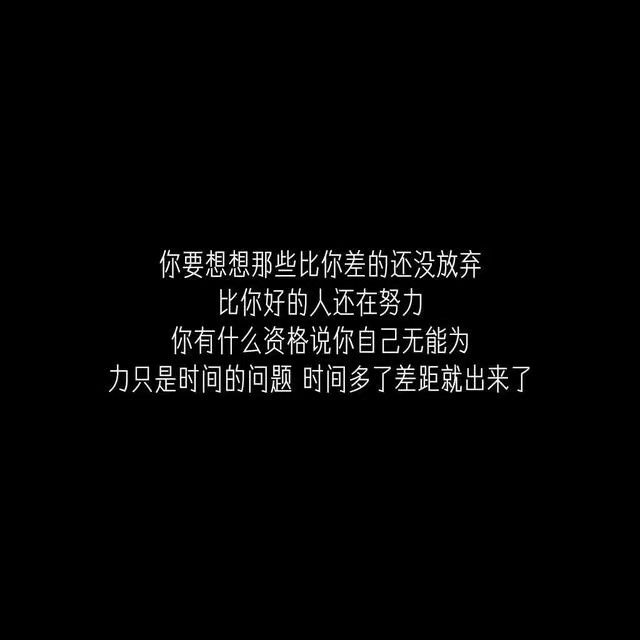 你要想想那些比你差的还没放弃
比你好的人还在努力
你有什么资格说你自己无能为
力只是时间的问题 时间多了差距就出来了